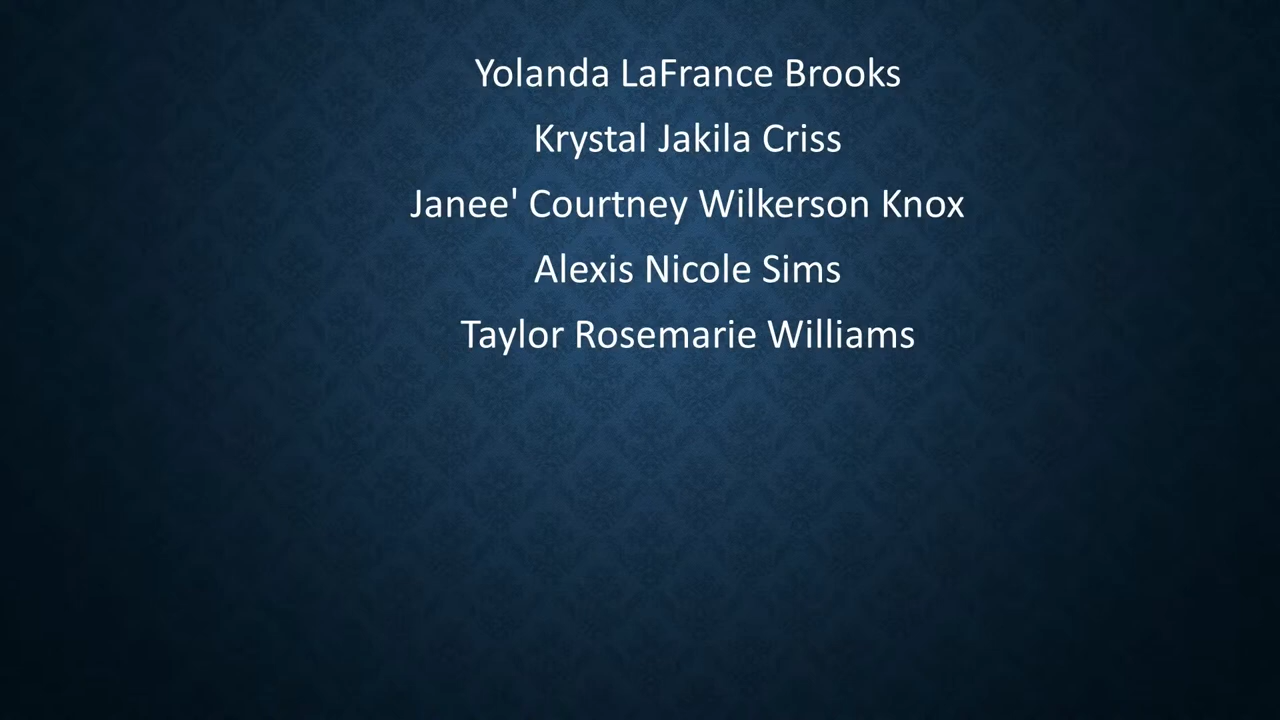 Yolanda LaFrance Brooks
Krystal Jakila Criss
Janee' Courtney Wilkerson Knox
Alexis Nicole Sims
Taylor Rosemarie Williams